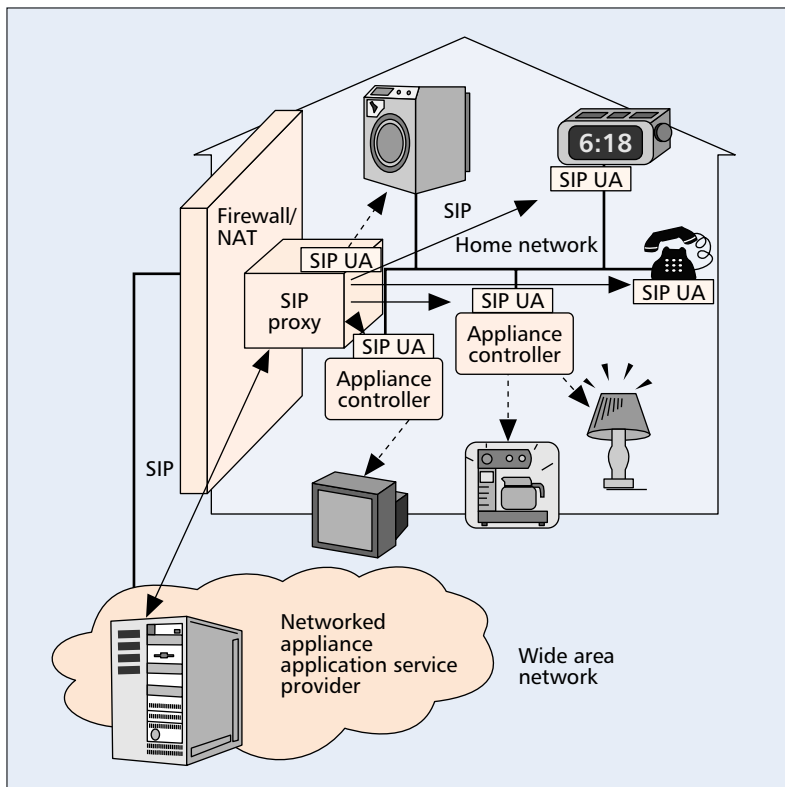 6:18
SIP UA
SIP
Firewall/
NAT
Home network
SIP UA
SIP
proxy
SIP UA
SIP UA
SIP UA
Appliance
controller
Appliance
controller
SIP
Networked
appliance
application service
provider
Wide area
network